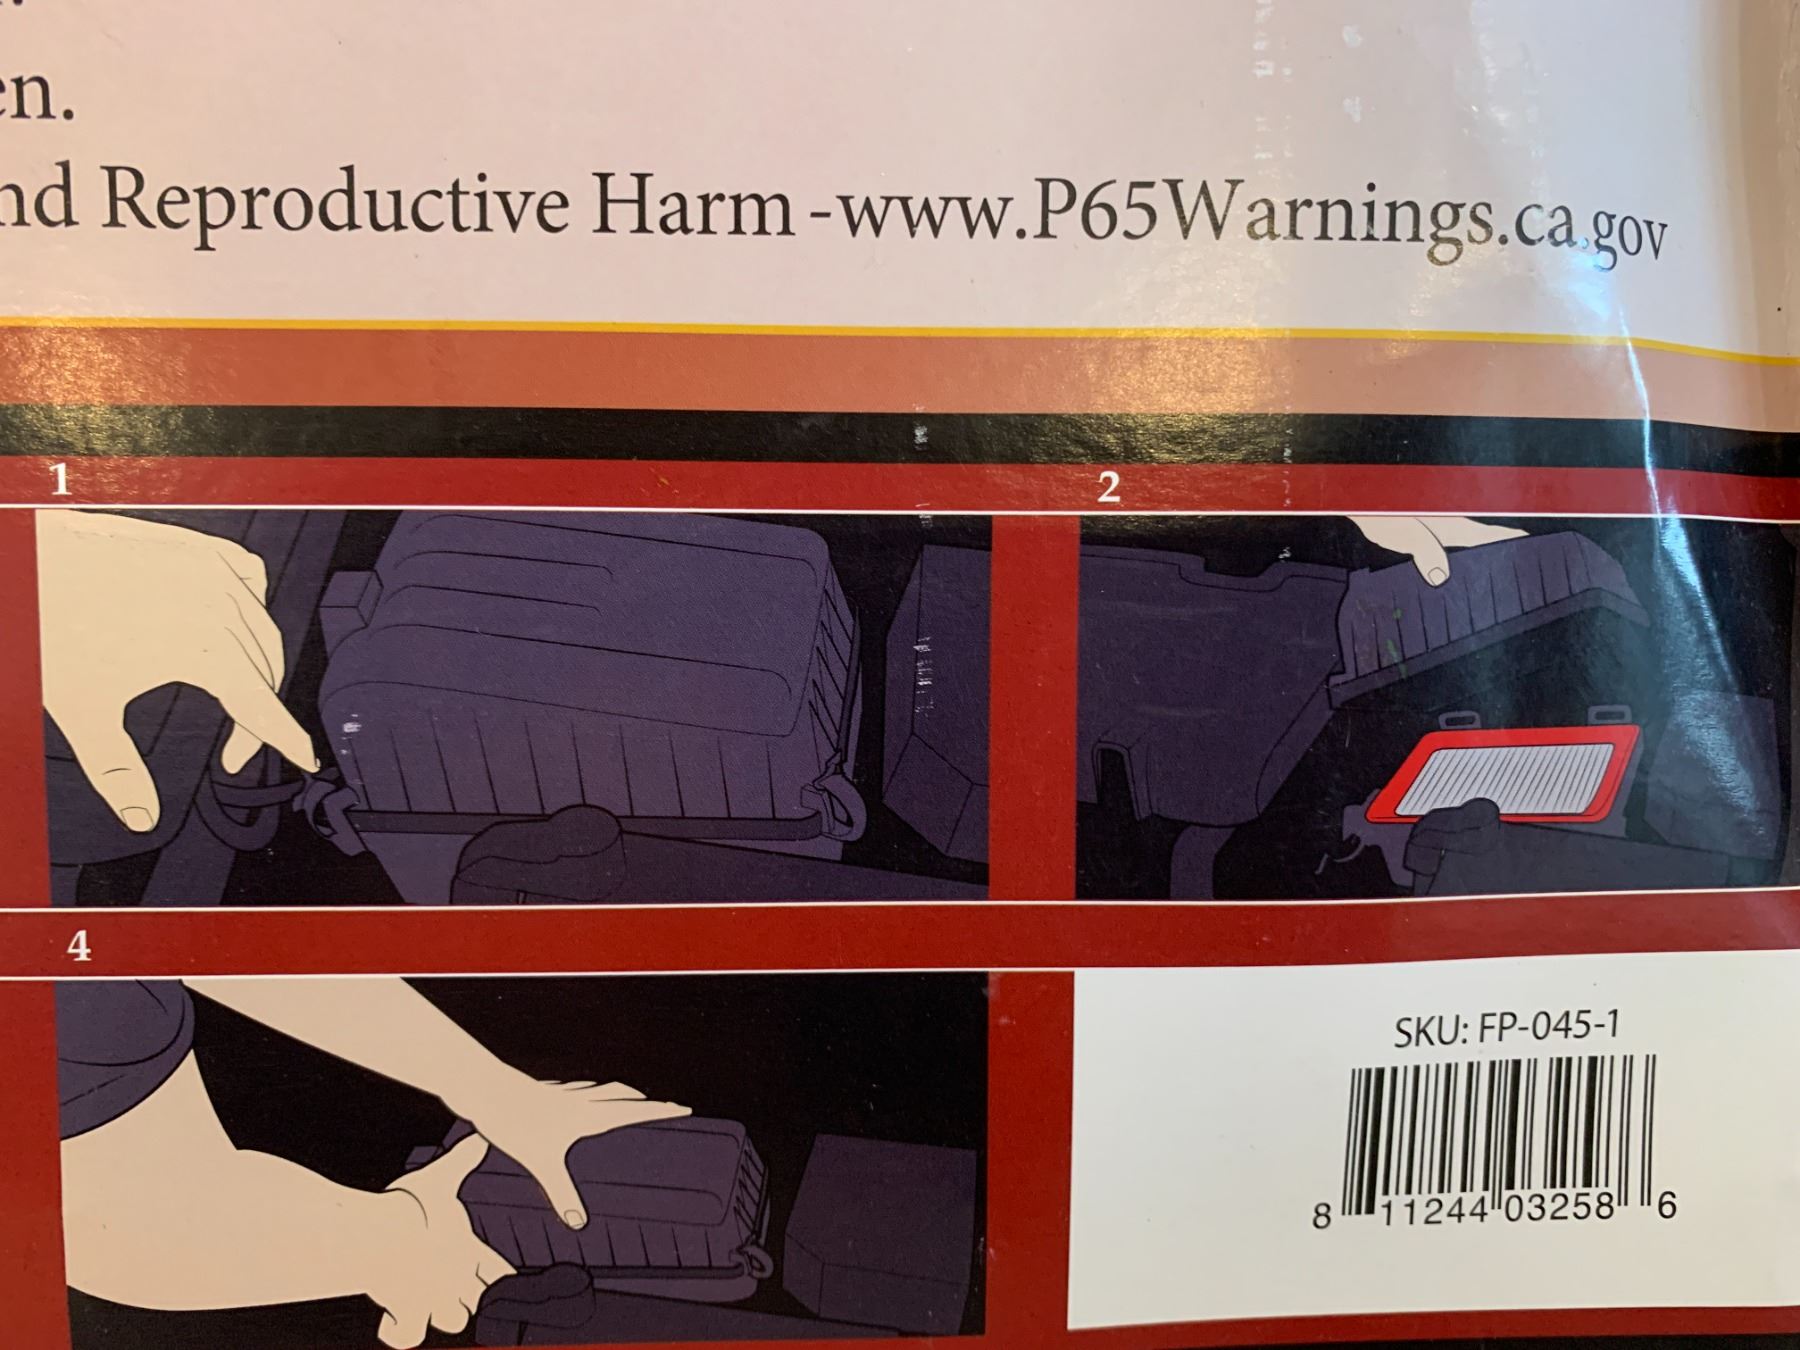 en.
nd Reproductive Harm -www.P65Warnings.ca.gov
1
2
4
SKU: FP-045-1
8 11244 03258 6